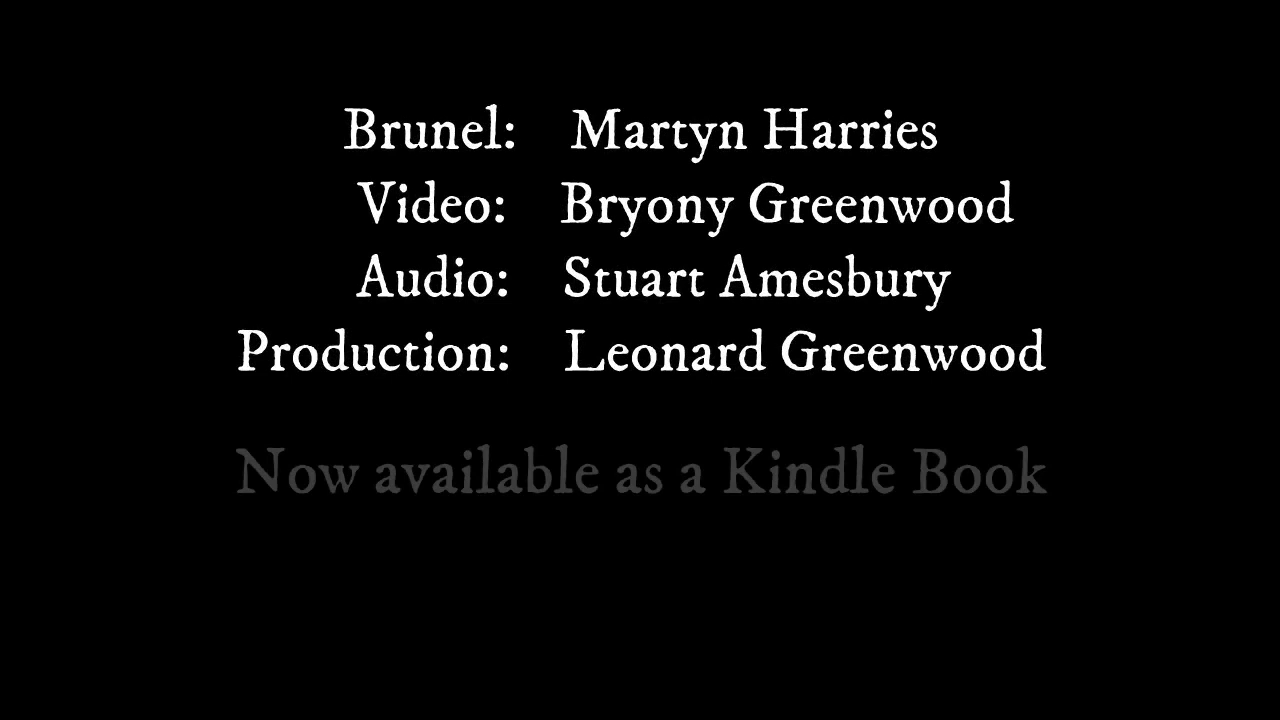 Brunel: Martyn Harries
Video: Bryony Greenwood
Audio: Stuart Amesbury
Production: Leonard Greenwood
Now available as a Kindle Book